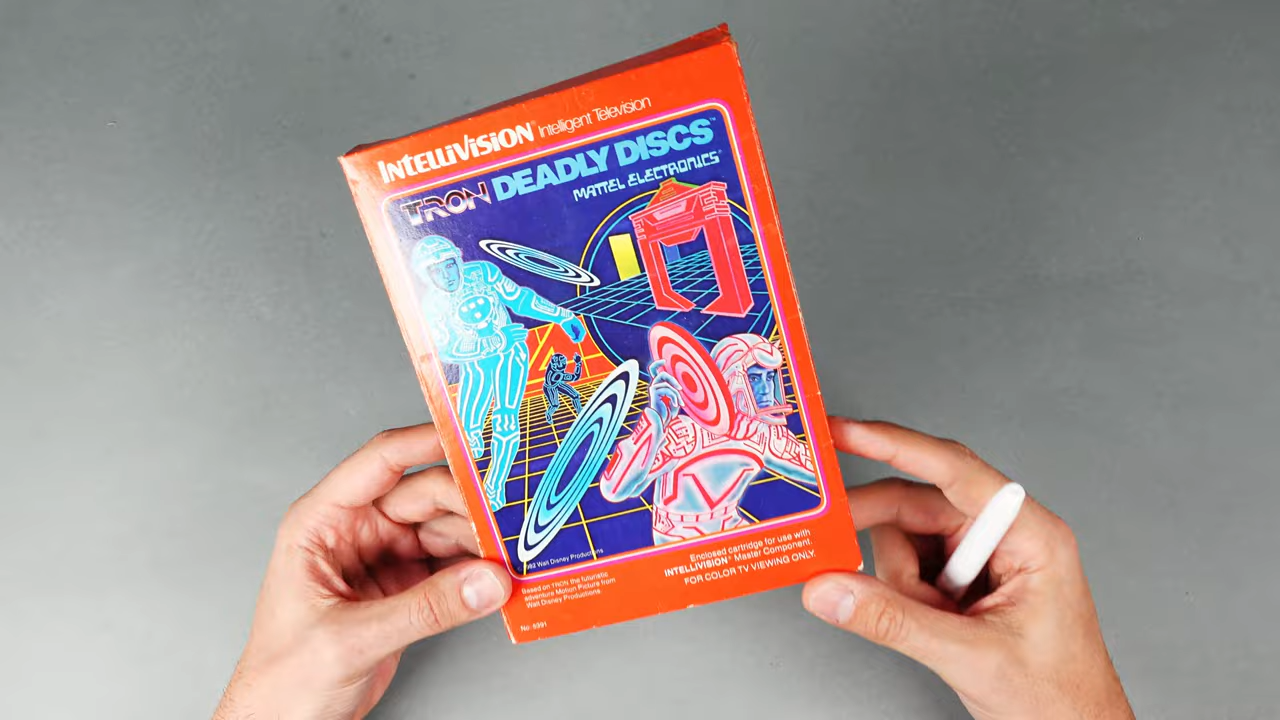 INTELLIVISION® Intelligent Television
TRON DEADLY DISCS™
MATTEL ELECTRONICS®
1982 Walt Disney Productions
Based on TRON the futuristic
adventure Motion Picture from
Walt Disney Productions.
Enclosed cartridge for use with
INTELLIVISION® Master Component.
FOR COLOR TV VIEWING ONLY.
No. 5391